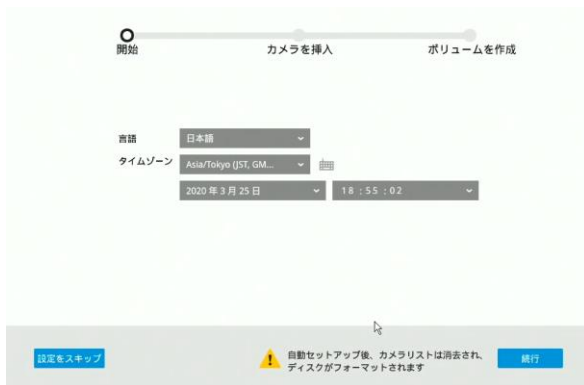 開始
カメラを挿入
ボリュームを作成
言語
日本語
タイムゾーン
Asia/Tokyo (JST, GM...
2020 年 3 月 25 日
18 : 55 : 02
設定をスキップ
自動セットアップ後、カメラリストは消去され、
ディスクがフォーマットされます
続行